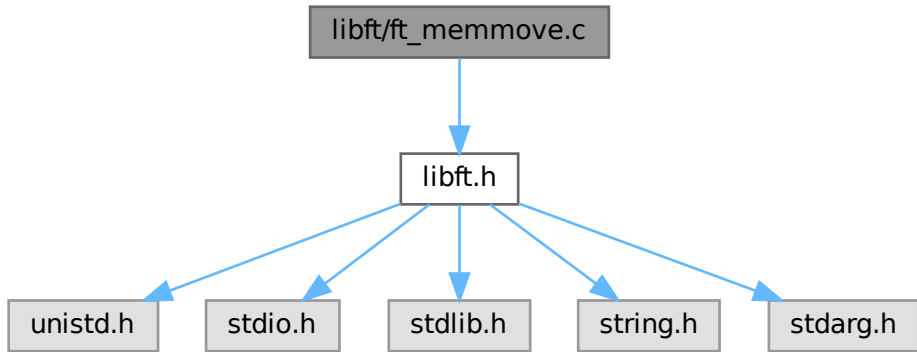 libft/ft_memmove.c
libft.h
unistd.h
stdio.h
stdlib.h
string.h
stdarg.h